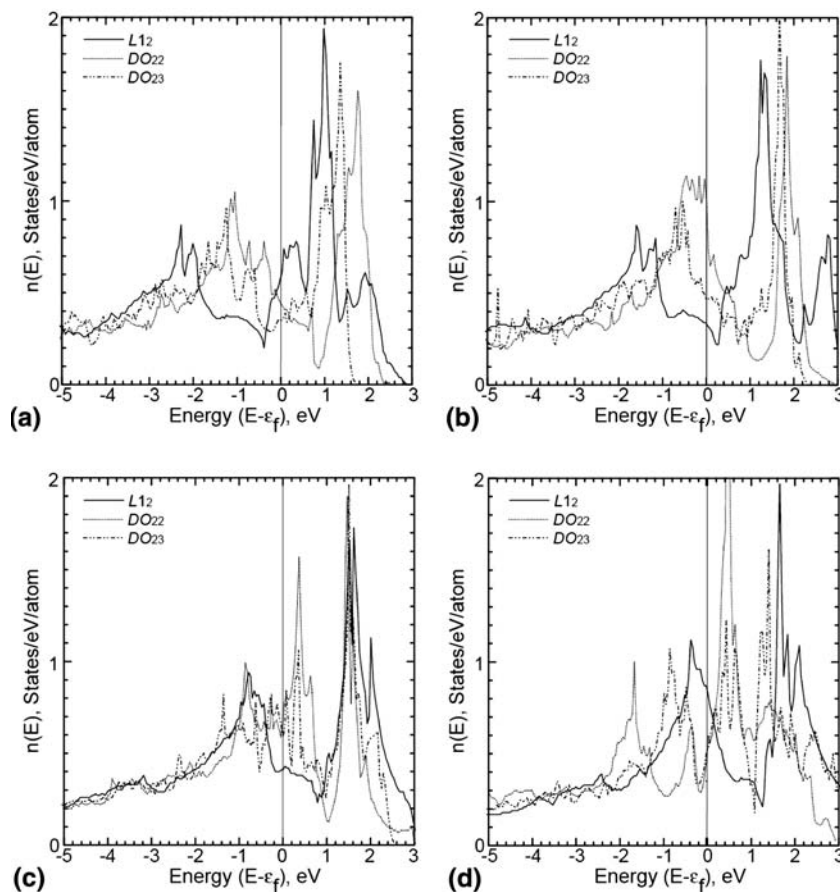 2
L12
DO22
DO23
1
n(E), States/eV/atom
0
-5 -4 -3 -2 -1 0 1 2 3
(a) Energy (E-εf), eV
2
L12
DO22
DO23
1
n(E), States/eV/atom
0
-5 -4 -3 -2 -1 0 1 2 3
(b) Energy (E-εf), eV
2
L12
DO22
DO23
1
n(E), States/eV/atom
0
-5 -4 -3 -2 -1 0 1 2 3
(c) Energy (E-εf), eV
2
L12
DO22
DO23
1
n(E), States/eV/atom
0
-5 -4 -3 -2 -1 0 1 2 3
(d) Energy (E-εf), eV